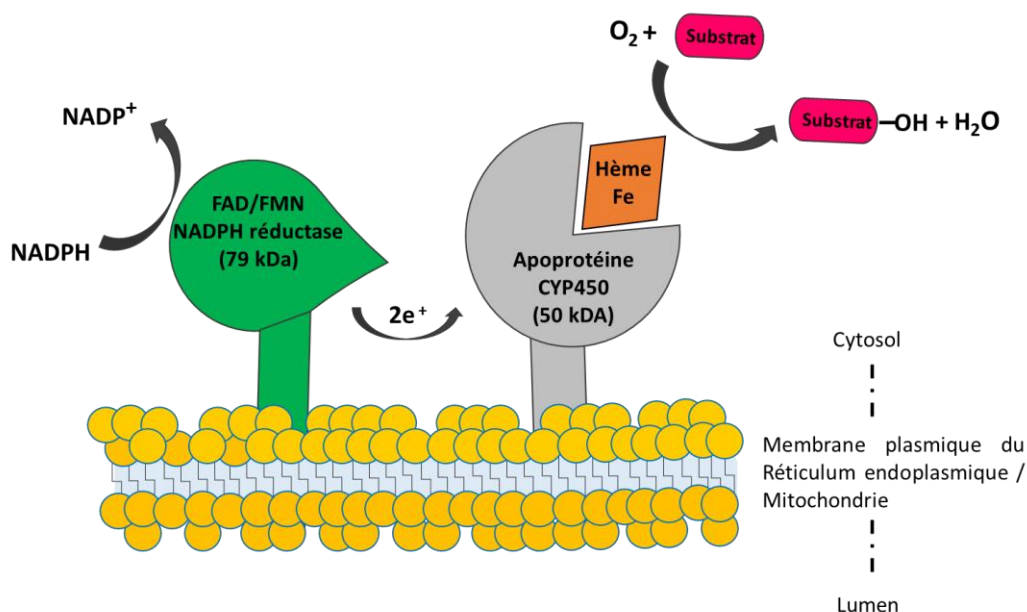 O₂ + Substrat
Substrat—OH + H₂O
NADP⁺
NADPH
FAD/FMN
NADPH réductase
(79 kDa)
2e⁺
Hème
Fe
Apoprotéine
CYP450
(50 kDA)
Cytosol
Membrane plasmique du
Réticulum endoplasmique /
Mitochondrie
Lumen